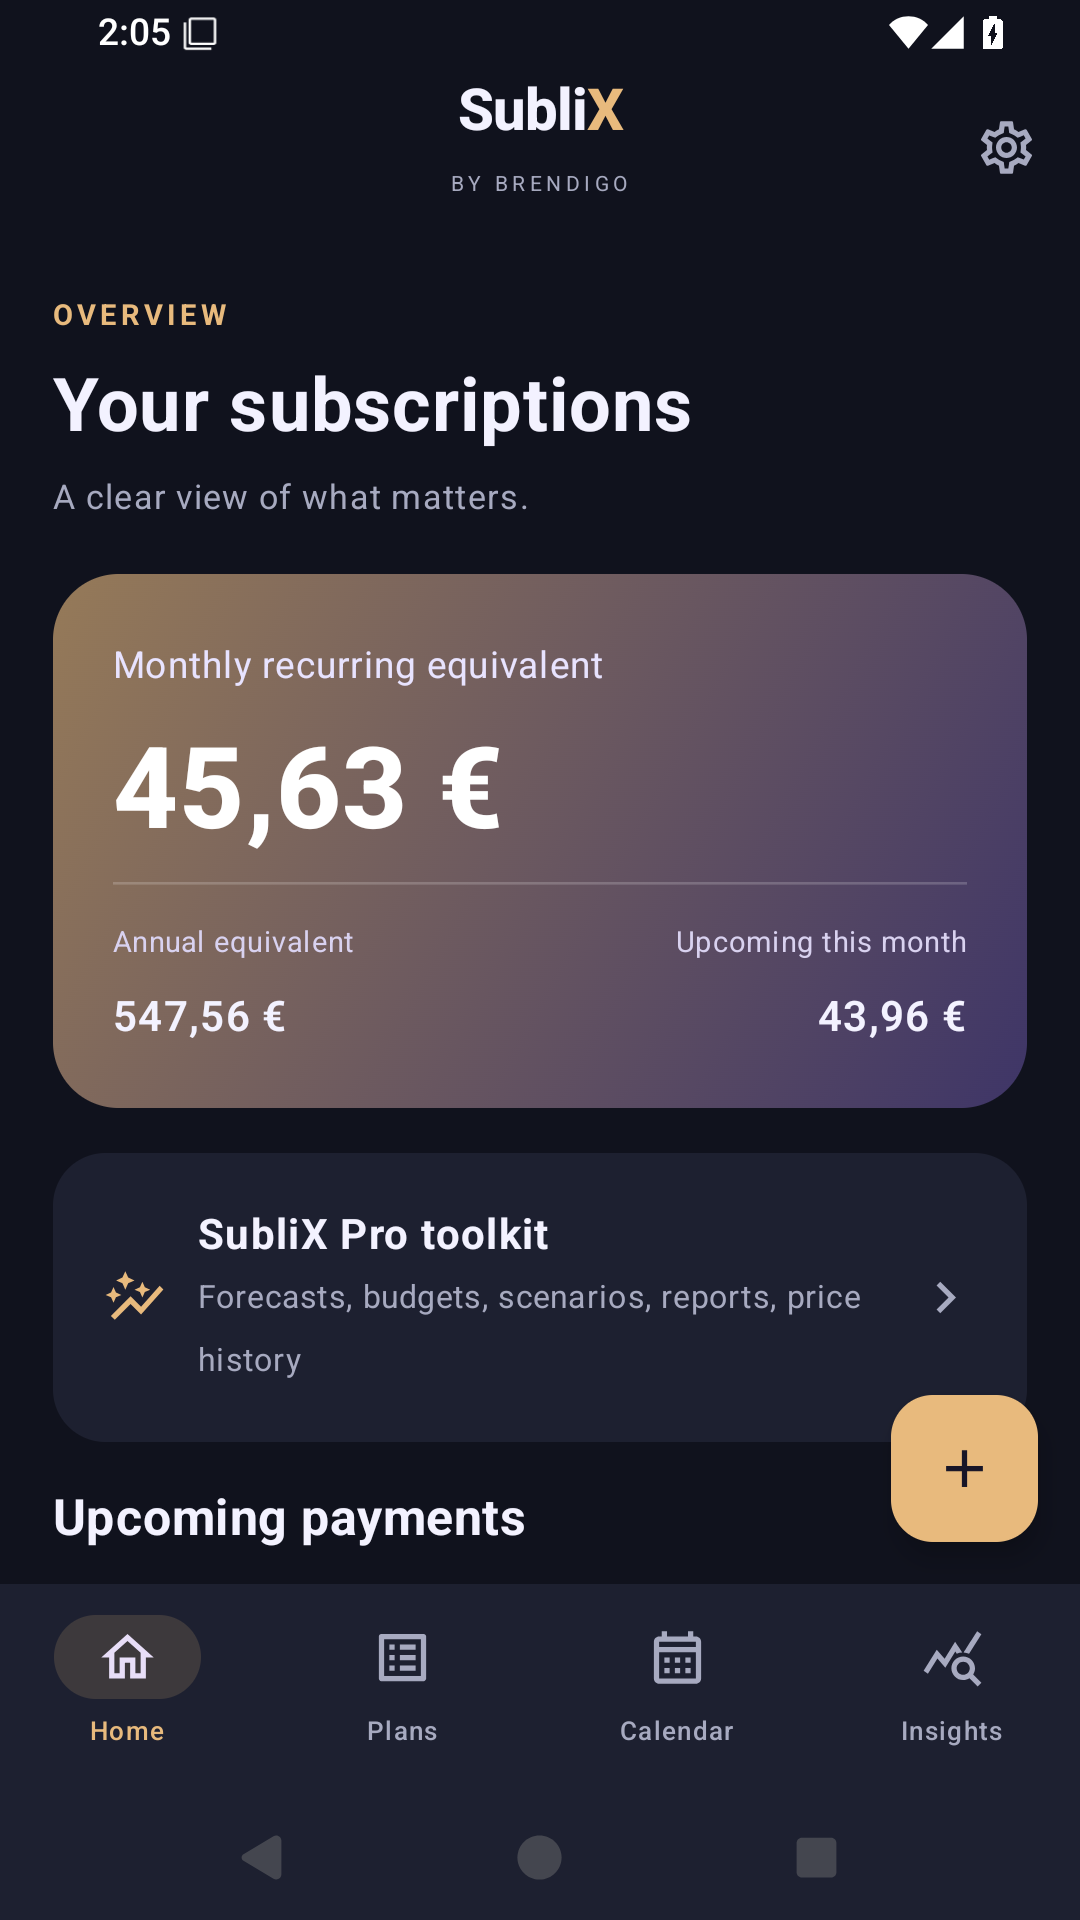 2:05
SubliX
BY BRENDIGO
OVERVIEW
Your subscriptions
A clear view of what matters.
Monthly recurring equivalent
45,63 €
Annual equivalent
Upcoming this month
547,56 €
43,96 €
SubliX Pro toolkit
Forecasts, budgets, scenarios, reports, price
history
Upcoming payments
Home
Plans
Calendar
Insights